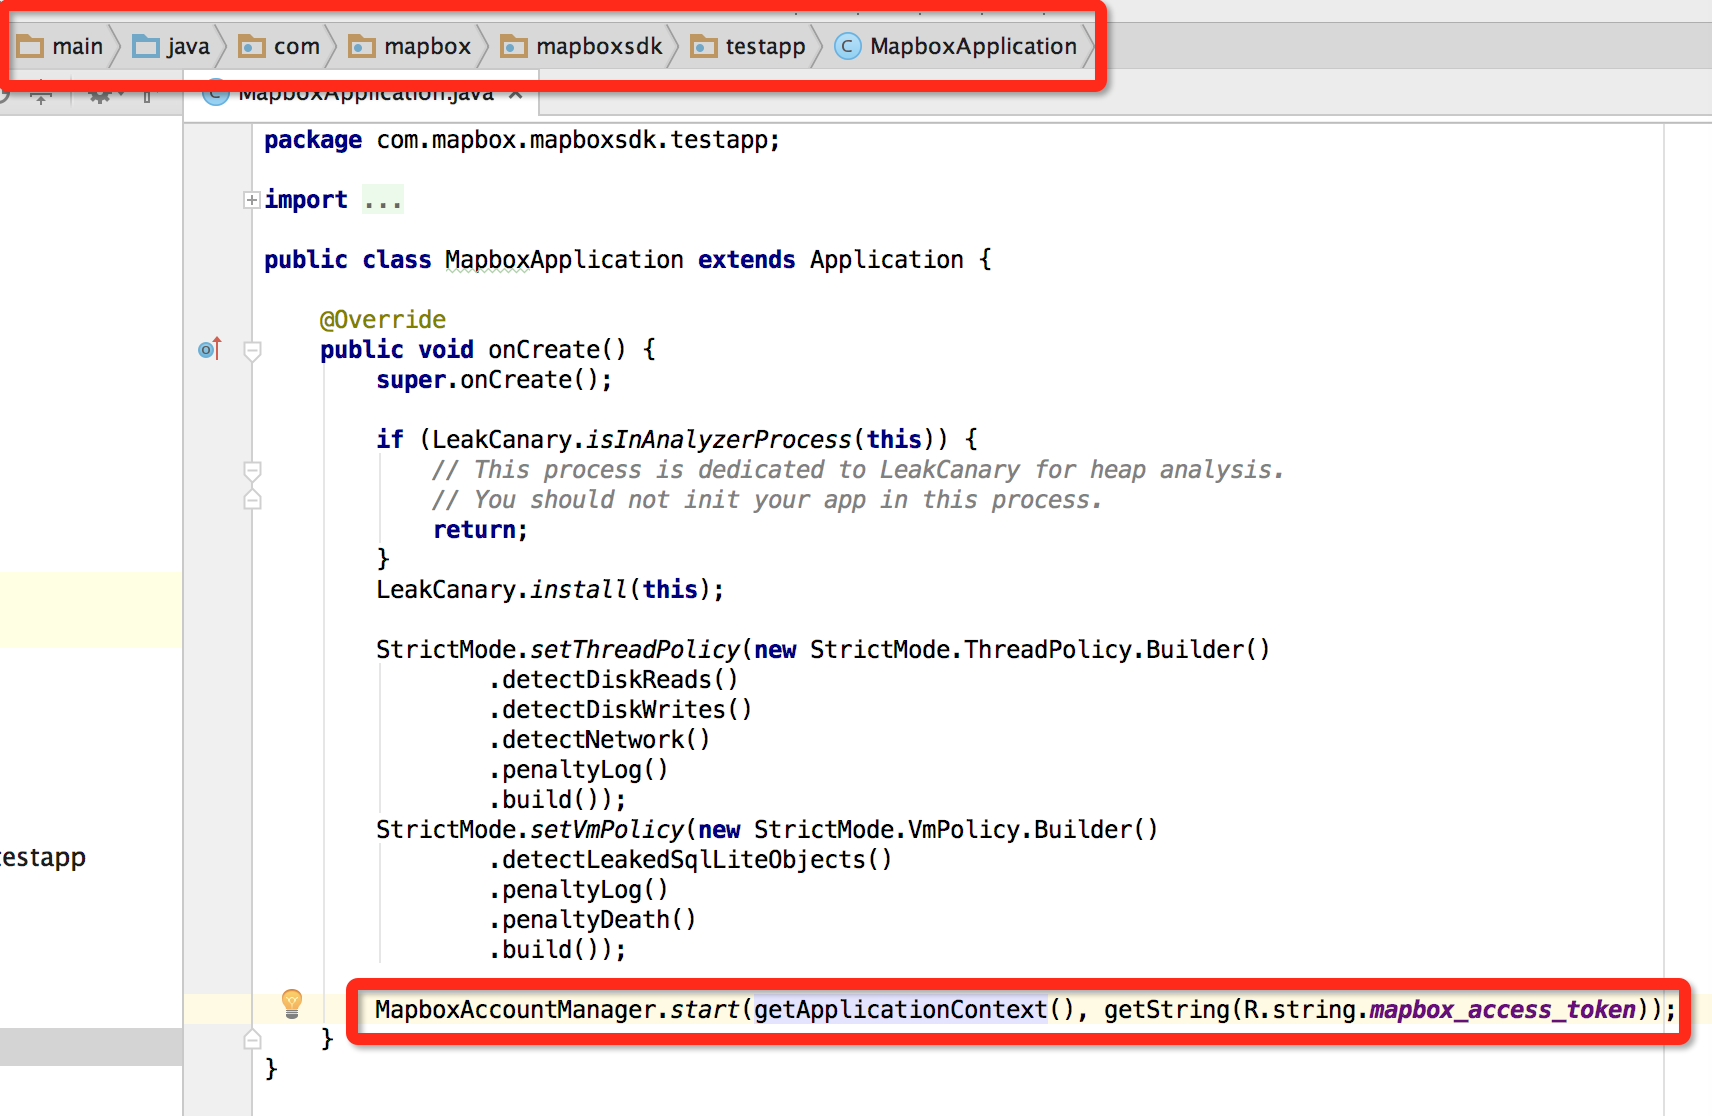 main java com mapbox mapboxsdk testapp MapboxApplication
MapboxApplication.java
package com.mapbox.mapboxsdk.testapp;
import ...
public class MapboxApplication extends Application {
@Override
public void onCreate() {
super.onCreate();
if (LeakCanary.isInAnalyzerProcess(this)) {
// This process is dedicated to LeakCanary for heap analysis.
// You should not init your app in this process.
return;
}
LeakCanary.install(this);
StrictMode.setThreadPolicy(new StrictMode.ThreadPolicy.Builder()
.detectDiskReads()
.detectDiskWrites()
.detectNetwork()
.penaltyLog()
.build());
StrictMode.setVmPolicy(new StrictMode.VmPolicy.Builder()
.detectLeakedSqlLiteObjects()
testapp
.penaltyLog()
.penaltyDeath()
.build());
MapboxAccountManager.start(getApplicationContext(), getString(R.string.mapbox_access_token));
}
}